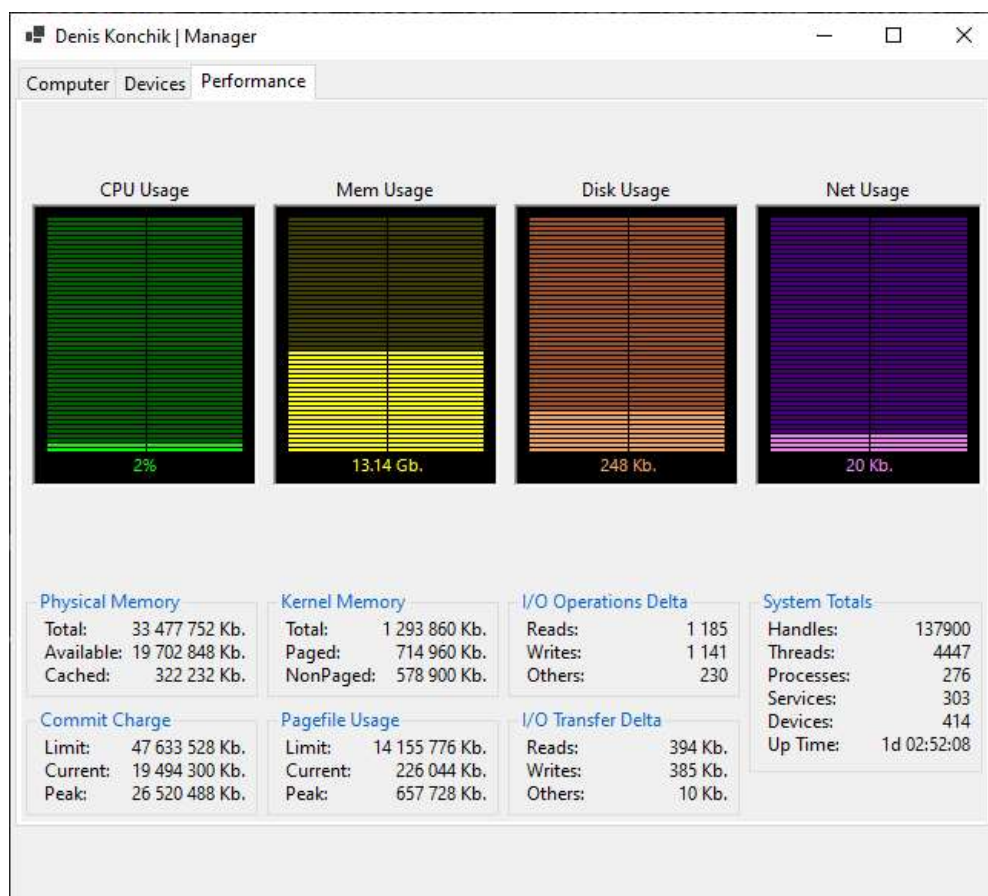 Denis Konchik | Manager
Computer Devices Performance
CPU Usage Mem Usage Disk Usage Net Usage
2% 13.14 Gb. 248 Kb. 20 Kb.
Physical Memory
Total: 33 477 752 Kb.
Available: 19 702 848 Kb.
Cached: 322 232 Kb.
Kernel Memory
Total: 1 293 860 Kb.
Paged: 714 960 Kb.
NonPaged: 578 900 Kb.
I/O Operations Delta
Reads: 1 185
Writes: 1 141
Others: 230
System Totals
Handles: 137900
Threads: 4447
Processes: 276
Services: 303
Devices: 414
Up Time: 1d 02:52:08
Commit Charge
Limit: 47 633 528 Kb.
Current: 19 494 300 Kb.
Peak: 26 520 488 Kb.
Pagefile Usage
Limit: 14 155 776 Kb.
Current: 226 044 Kb.
Peak: 657 728 Kb.
I/O Transfer Delta
Reads: 394 Kb.
Writes: 385 Kb.
Others: 10 Kb.